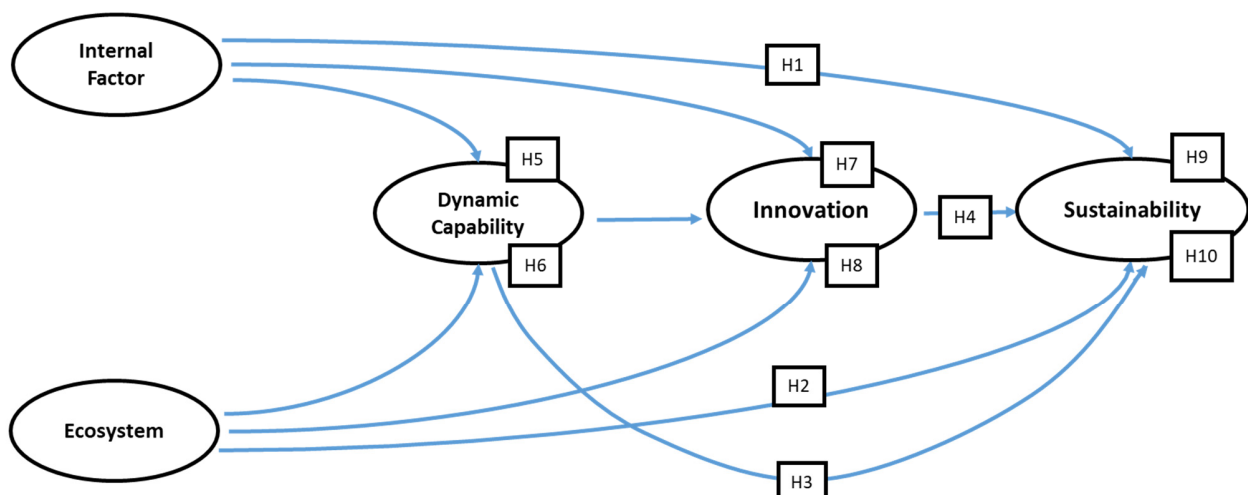 Internal
Factor
H1
H5
H7
H9
Dynamic
Capability
Innovation
H4
Sustainability
H6
H8
H10
H2
Ecosystem
H3